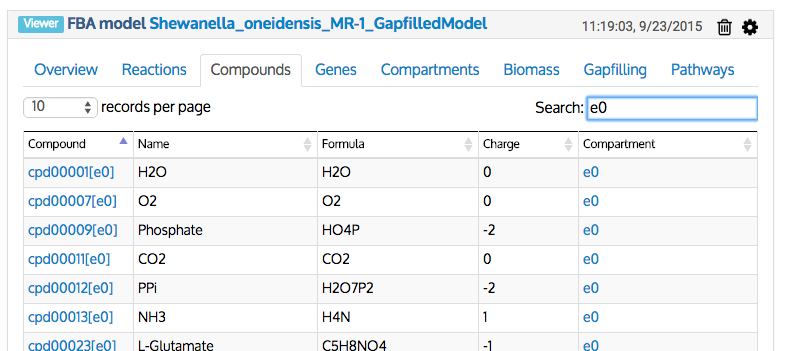 Viewer FBA model Shewanella_oneidensis_MR-1_GapfilledModel 11:19:03, 9/23/2015
Overview Reactions Compounds Genes Compartments Biomass Gapfilling Pathways
10 records per page Search: e0
Compound Name Formula Charge Compartment
cpd00001[e0] H2O H2O 0 e0
cpd00007[e0] O2 O2 0 e0
cpd00009[e0] Phosphate HO4P -2 e0
cpd00011[e0] CO2 CO2 0 e0
cpd00012[e0] PPi H2O7P2 -2 e0
cpd00013[e0] NH3 H4N 1 e0
cpd00023[e0] L-Glutamate C5H8NO4 -1 e0